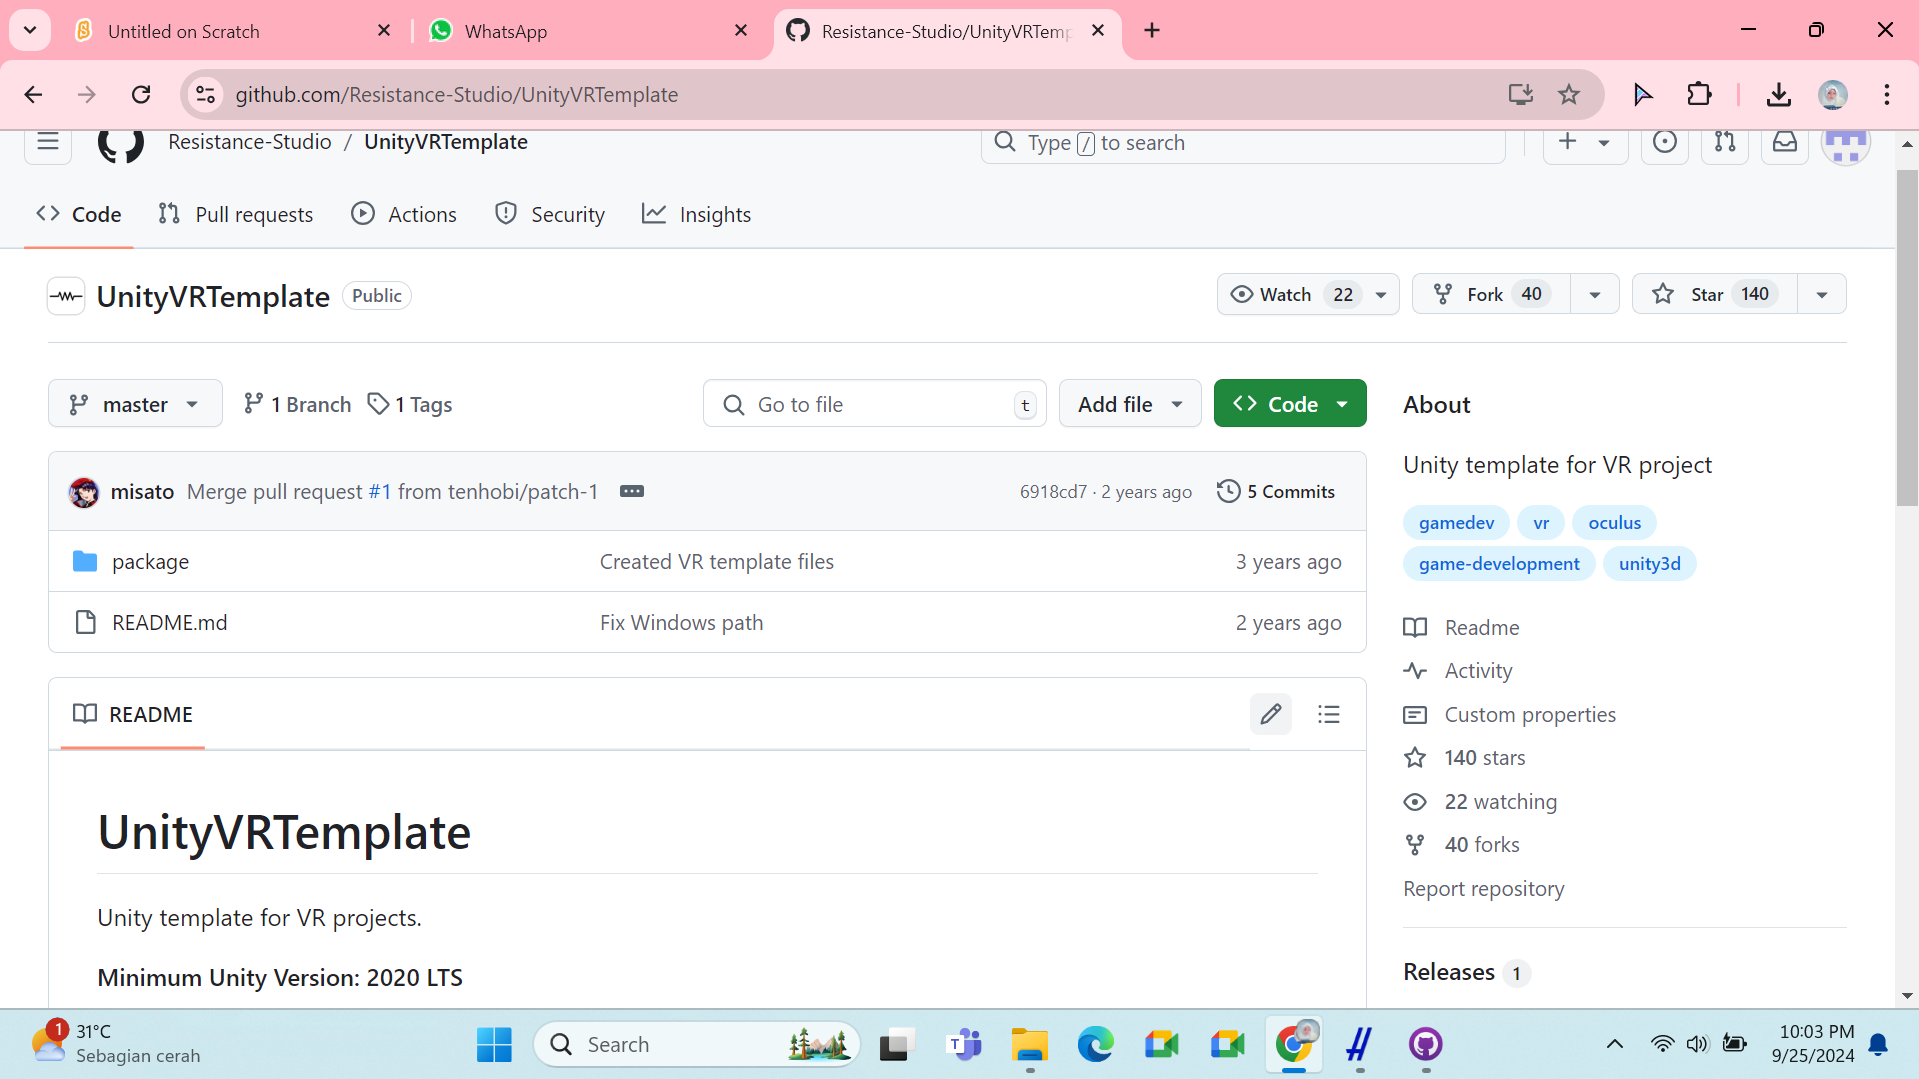 Untitled on Scratch
WhatsApp
Resistance-Studio/UnityVRTemp
github.com/Resistance-Studio/UnityVRTemplate
Resistance-Studio / UnityVRTemplate
Type / to search
Code
Pull requests
Actions
Security
Insights
UnityVRTemplate Public
Watch 22
Fork 40
Star 140
master
1 Branch
1 Tags
Go to file t
Add file
Code
misato Merge pull request #1 from tenhobi/patch-1 ···
6918cd7 · 2 years ago
5 Commits
package Created VR template files 3 years ago
README.md Fix Windows path 2 years ago
README
UnityVRTemplate
Unity template for VR projects.
Minimum Unity Version: 2020 LTS
About
Unity template for VR project
gamedev vr oculus
game-development unity3d
Readme
Activity
Custom properties
140 stars
22 watching
40 forks
Report repository
Releases 1
1
31°C
Sebagian cerah
Search
T
10:03 PM
9/25/2024